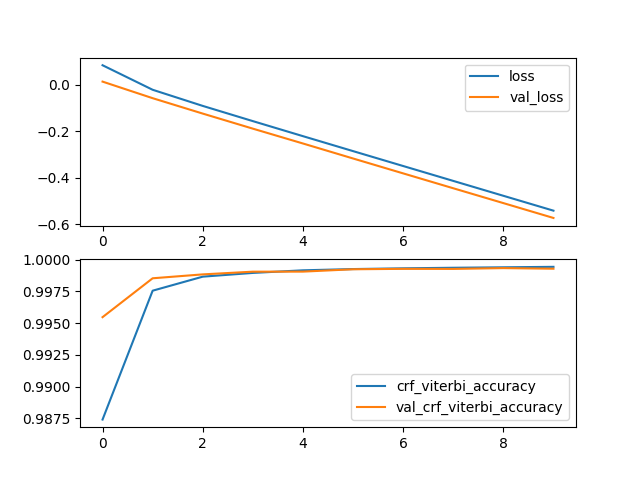 0.0
−0.2
−0.4
−0.6
0 2 4 6 8
loss
val_loss
1.0000
0.9975
0.9950
0.9925
0.9900
0.9875
0 2 4 6 8
crf_viterbi_accuracy
val_crf_viterbi_accuracy